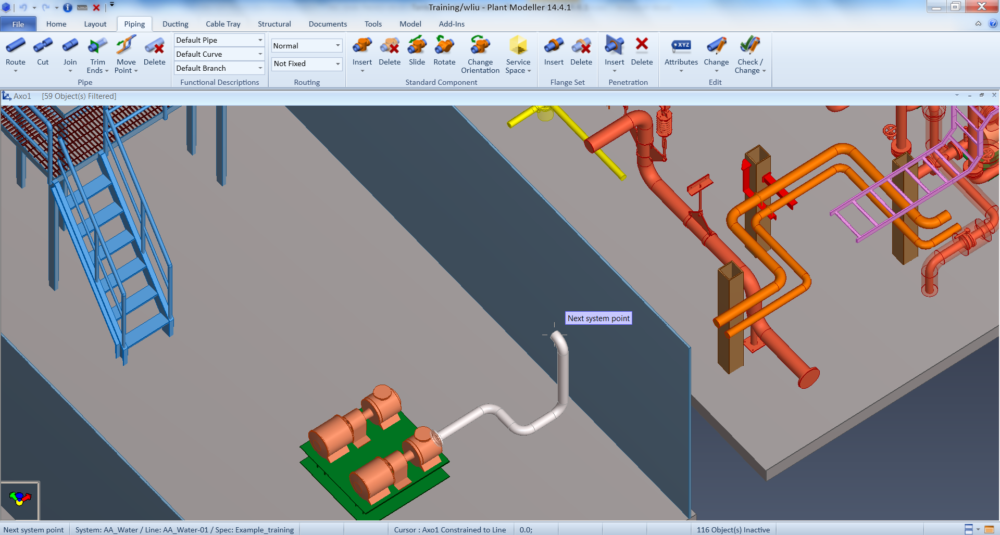 Training/wliu - Plant Modeller 14.4.1
File Home Layout Piping Ducting Cable Tray Structural Documents Tools Model Add-Ins
Route Cut Join Trim Ends Move Point Delete
Pipe
Default Pipe
Default Curve
Default Branch
Functional Descriptions
Normal
Not Fixed
Routing
Insert Delete Slide Rotate Change Orientation Service Space
Standard Component
Insert Delete
Flange Set
Insert Delete
Penetration
XYZ
Attributes Change Check / Change
Edit
Axo1 [59 Object(s) Filtered]
Next system point
Next system point System: AA_Water / Line: AA_Water-01 / Spec: Example_training Cursor : Axo1 Constrained to Line 0.0; 116 Object(s) Inactive